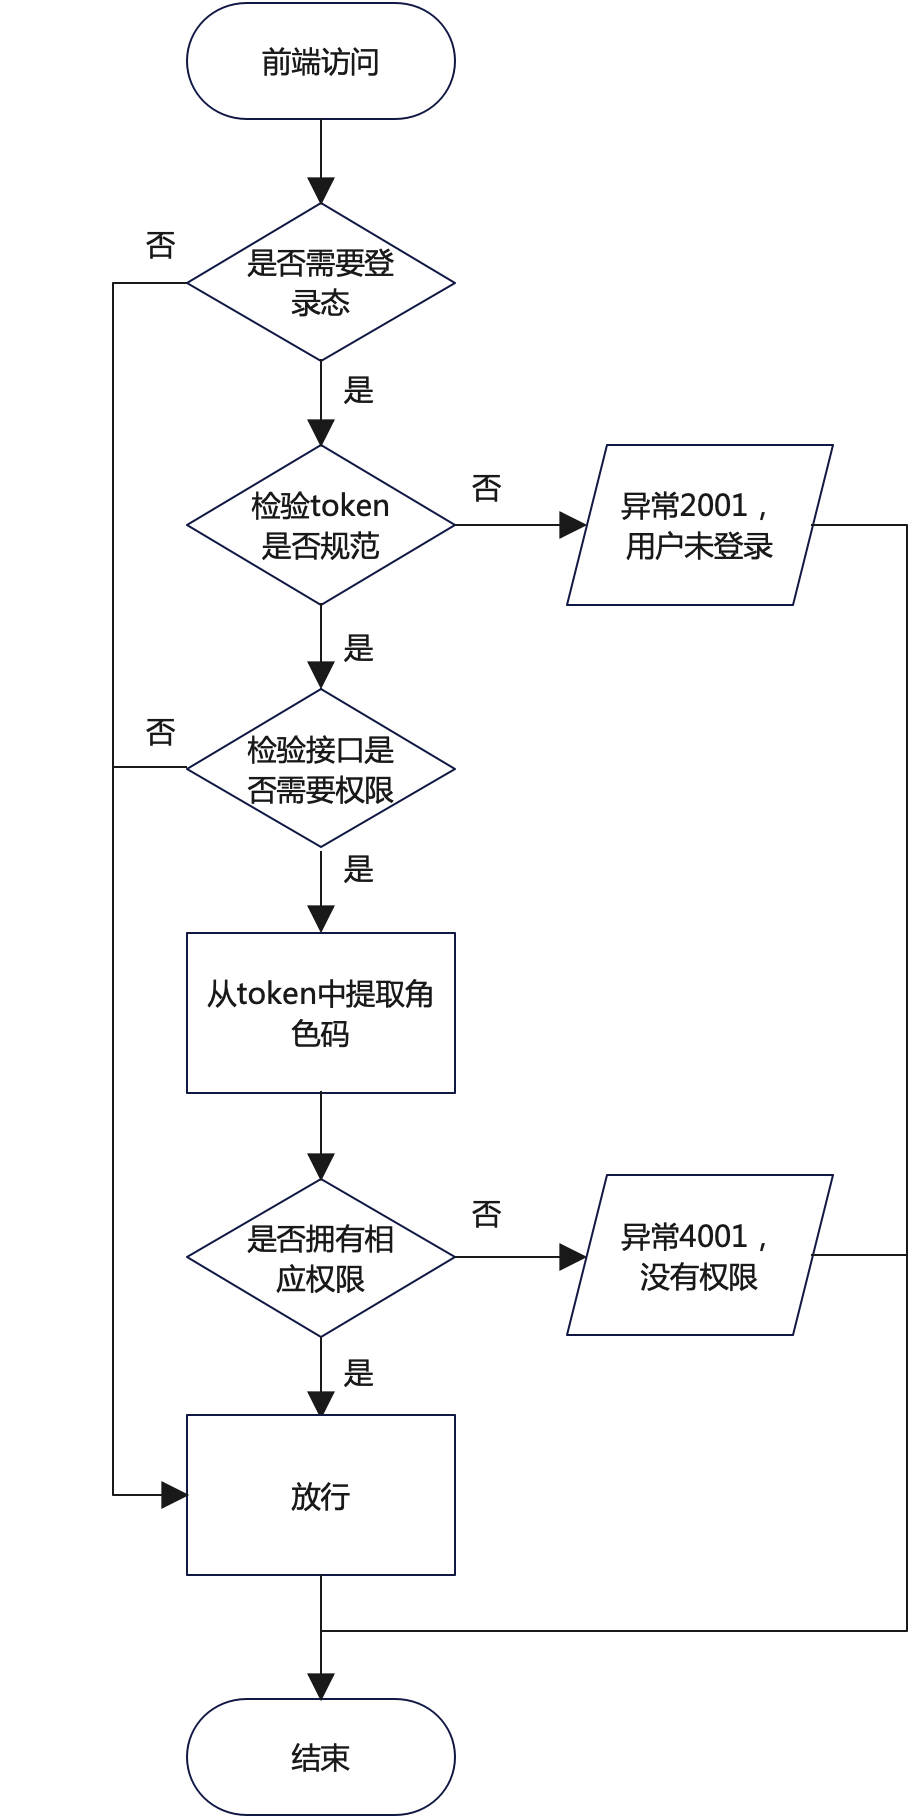 前端访问
否
是否需要登
录态
是
检验token
是否规范
否
异常2001，
用户未登录
是
否
检验接口是
否需要权限
是
从token中提取角
色码
是否拥有相
应权限
否
异常4001，
没有权限
是
放行
结束